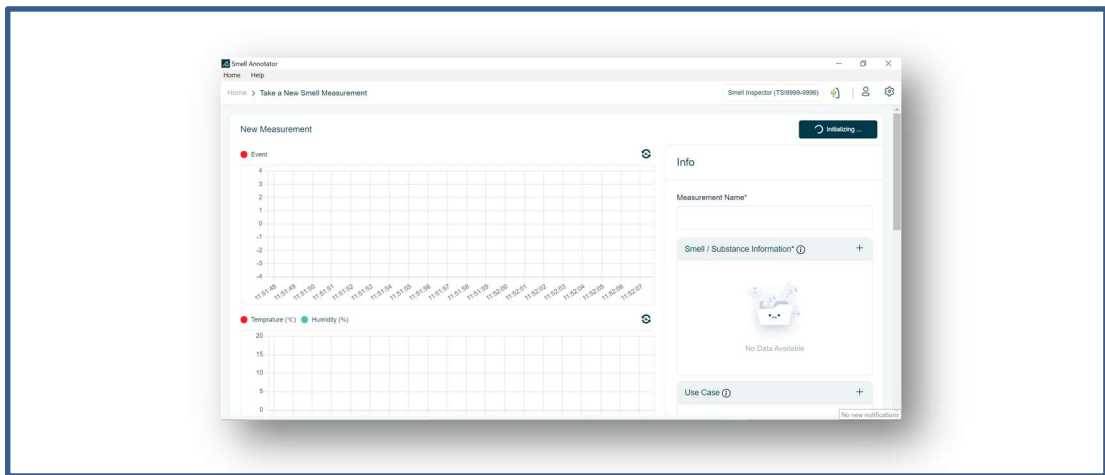 Smell Annotator
Home Help
Home > Take a New Smell Measurement
Smell Inspector (TSI9999-9996)
New Measurement
Initializing ...
Event
4
3
2
1
0
-1
-2
-3
-4
11:51:48 11:51:49 11:51:50 11:51:51 11:51:52 11:51:53 11:51:54 11:51:55 11:51:56 11:51:57 11:51:58 11:51:59 11:52:00 11:52:01 11:52:02 11:52:03 11:52:04 11:52:05 11:52:06 11:52:07
Temprature (°C) Humidity (%)
20
15
10
5
0
Info
Measurement Name*
Smell / Substance Information*
No Data Available
Use Case
No new notifications